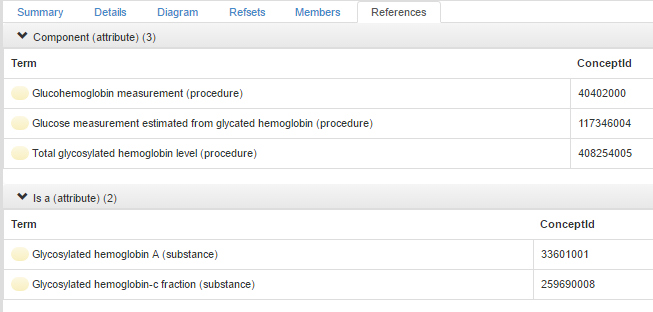 Summary Details Diagram Refsets Members References
Component (attribute) (3)
Term ConceptId
Glucohemoglobin measurement (procedure) 40402000
Glucose measurement estimated from glycated hemoglobin (procedure) 117346004
Total glycosylated hemoglobin level (procedure) 408254005
Is a (attribute) (2)
Term ConceptId
Glycosylated hemoglobin A (substance) 33601001
Glycosylated hemoglobin-c fraction (substance) 259690008